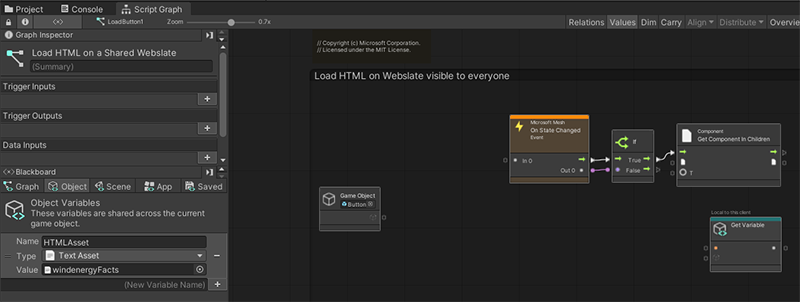 Project
Console
Script Graph
LoadButton1
Zoom
0.7x
Relations
Values
Dim
Carry
Align
Distribute
Overvie
Graph Inspector
Load HTML on a Shared Webslate
(Summary)
Trigger Inputs
Trigger Outputs
Data Inputs
Blackboard
Graph
Object
Scene
App
Saved
Object Variables
These variables are shared across the current
game object.
Name
HTMLAsset
Type
Text Asset
Value
windenergyFacts
(New Variable Name)
// Copyright (c) Microsoft Corporation.
// Licensed under the MIT License.
Load HTML on Webslate visible to everyone
Game Object
Button
Microsoft Mesh
On State Changed
Event
In 0
Out 0
If
True
False
Component
Get Component In Children
T
Local to this client
Get Variable